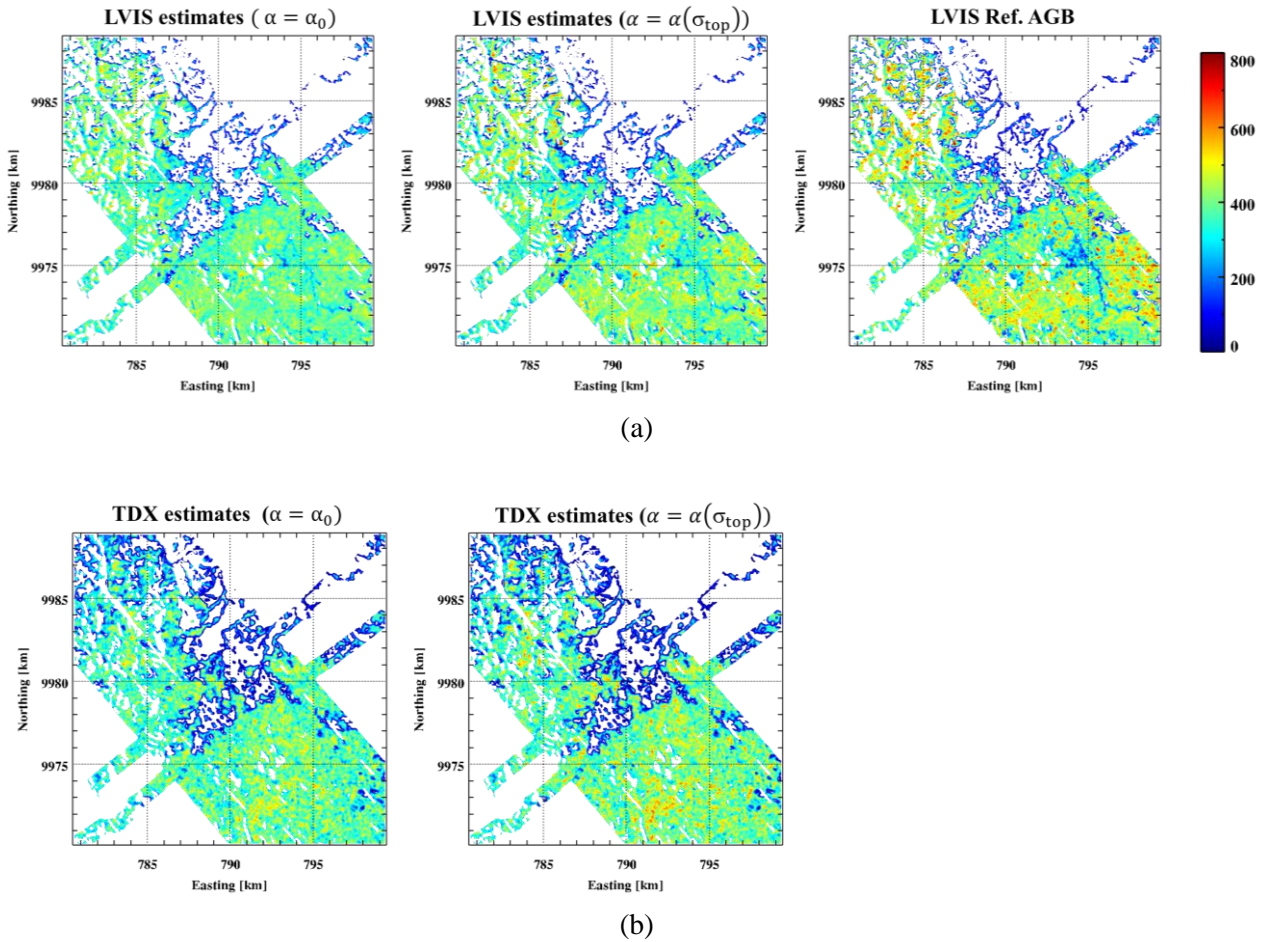 LVIS estimates ( α = α₀)
LVIS estimates (α = α(σ_top))
LVIS Ref. AGB
800
600
400
200
0
9985
9980
9975
Northing [km]
785 790 795
Easting [km]
9985
9980
9975
Northing [km]
785 790 795
Easting [km]
9985
9980
9975
Northing [km]
785 790 795
Easting [km]
(a)
TDX estimates (α = α₀)
TDX estimates (α = α(σ_top))
9985
9980
9975
Northing [km]
785 790 795
Easting [km]
9985
9980
9975
Northing [km]
785 790 795
Easting [km]
(b)